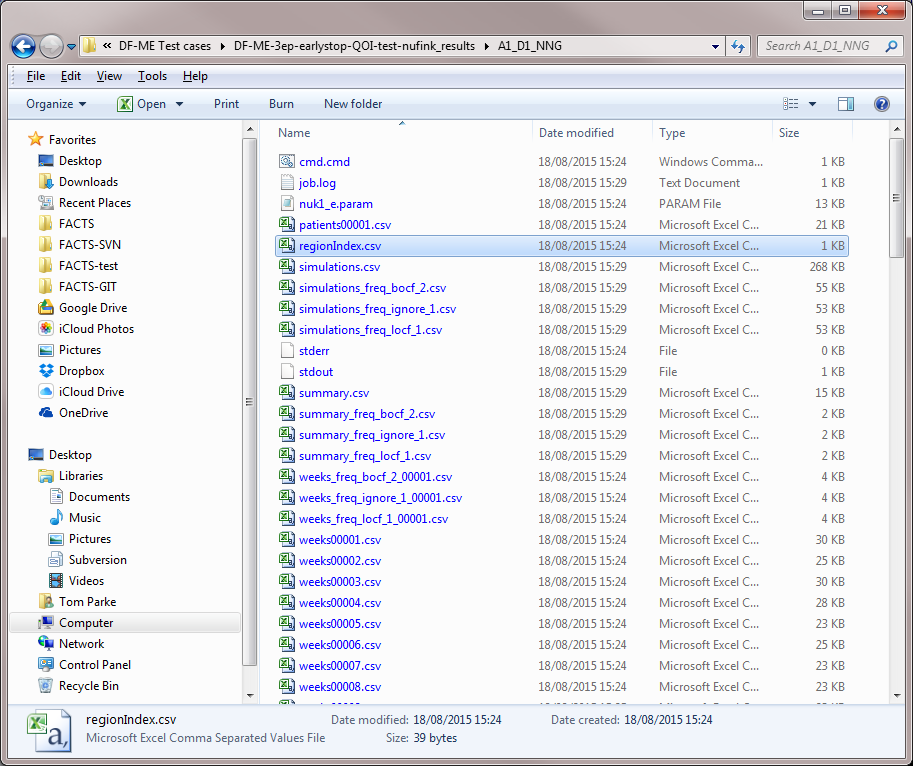 « DF-ME Test cases DF-ME-3ep-earlystop-QOI-test-nufink_results A1_D1_NNG Search A1_D1_NNG
File Edit View Tools Help
Organize Open Print Burn New folder
Name Date modified Type Size
Favorites
Desktop
Downloads
Recent Places
FACTS
FACTS-SVN
FACTS-test
FACTS-GIT
Google Drive
iCloud Photos
Pictures
Dropbox
iCloud Drive
OneDrive
Desktop
Libraries
Documents
Music
Pictures
Subversion
Videos
Tom Parke
Computer
Network
Control Panel
Recycle Bin
cmd.cmd 18/08/2015 15:24 Windows Comma... 1 KB
job.log 18/08/2015 15:29 Text Document 1 KB
nuk1_e.param 18/08/2015 15:24 PARAM File 13 KB
patients00001.csv 18/08/2015 15:24 Microsoft Excel C... 21 KB
regionIndex.csv 18/08/2015 15:24 Microsoft Excel C... 1 KB
simulations.csv 18/08/2015 15:29 Microsoft Excel C... 268 KB
simulations_freq_bocf_2.csv 18/08/2015 15:29 Microsoft Excel C... 55 KB
simulations_freq_ignore_1.csv 18/08/2015 15:29 Microsoft Excel C... 53 KB
simulations_freq_locf_1.csv 18/08/2015 15:29 Microsoft Excel C... 53 KB
stderr 18/08/2015 15:24 File 0 KB
stdout 18/08/2015 15:29 File 1 KB
summary.csv 18/08/2015 15:29 Microsoft Excel C... 15 KB
summary_freq_bocf_2.csv 18/08/2015 15:29 Microsoft Excel C... 2 KB
summary_freq_ignore_1.csv 18/08/2015 15:29 Microsoft Excel C... 2 KB
summary_freq_locf_1.csv 18/08/2015 15:29 Microsoft Excel C... 2 KB
weeks_freq_bocf_2_00001.csv 18/08/2015 15:24 Microsoft Excel C... 4 KB
weeks_freq_ignore_1_00001.csv 18/08/2015 15:24 Microsoft Excel C... 4 KB
weeks_freq_locf_1_00001.csv 18/08/2015 15:24 Microsoft Excel C... 4 KB
weeks00001.csv 18/08/2015 15:24 Microsoft Excel C... 30 KB
weeks00002.csv 18/08/2015 15:24 Microsoft Excel C... 25 KB
weeks00003.csv 18/08/2015 15:24 Microsoft Excel C... 30 KB
weeks00004.csv 18/08/2015 15:24 Microsoft Excel C... 28 KB
weeks00005.csv 18/08/2015 15:24 Microsoft Excel C... 23 KB
weeks00006.csv 18/08/2015 15:24 Microsoft Excel C... 25 KB
weeks00007.csv 18/08/2015 15:24 Microsoft Excel C... 23 KB
weeks00008.csv 18/08/2015 15:24 Microsoft Excel C... 23 KB
regionIndex.csv Date modified: 18/08/2015 15:24 Date created: 18/08/2015 15:24
Microsoft Excel Comma Separated Values File Size: 39 bytes